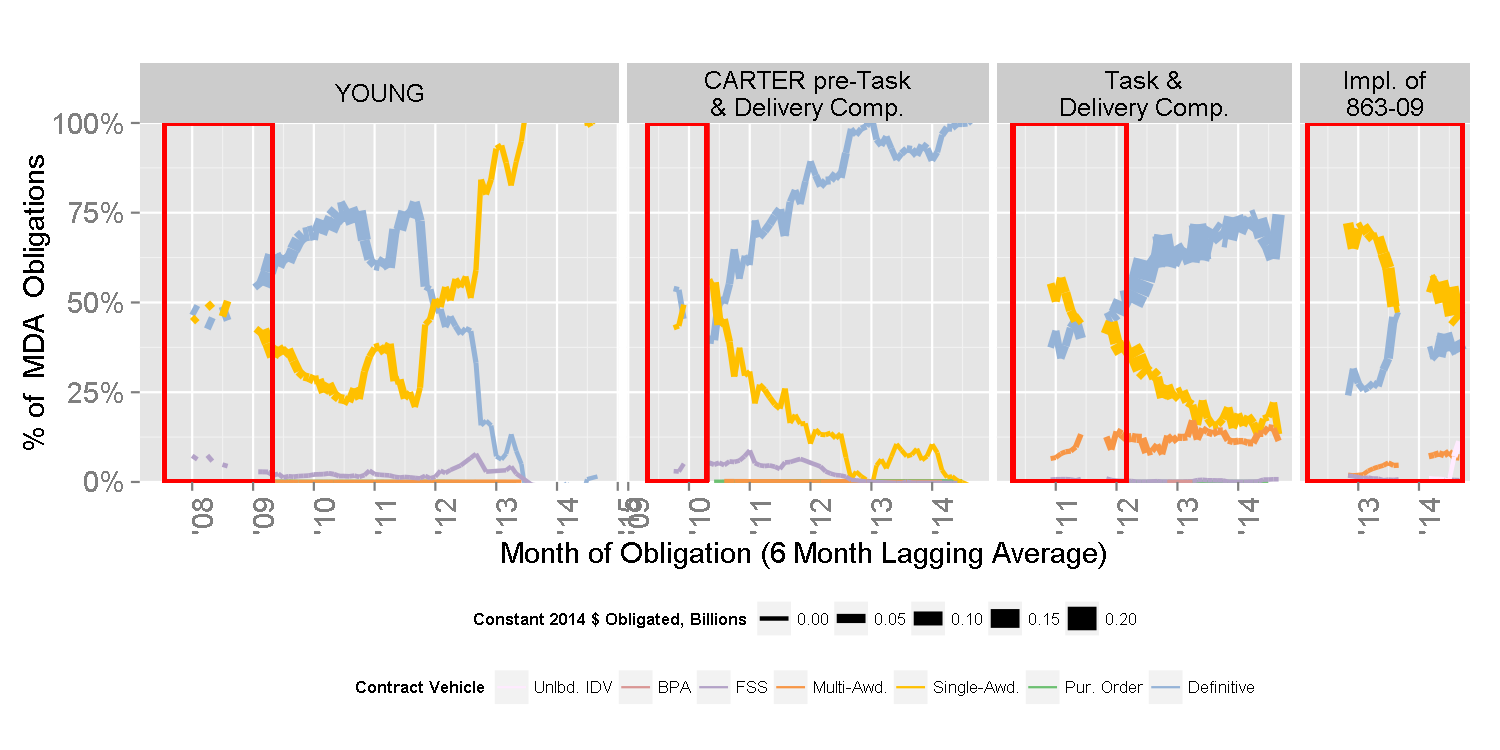 YOUNG
CARTER pre-Task
& Delivery Comp.
Task &
Delivery Comp.
Impl. of
863-09
% of MDA Obligations
100%
75%
50%
25%
0%
'08
'09
'10
'11
'12
'13
'14
'15
'09
'10
'11
'12
'13
'14
'11
'12
'13
'14
'13
'14
Month of Obligation (6 Month Lagging Average)
Constant 2014 $ Obligated, Billions 0.00 0.05 0.10 0.15 0.20
Contract Vehicle Unlbd. IDV BPA FSS Multi-Awd. Single-Awd. Pur. Order Definitive